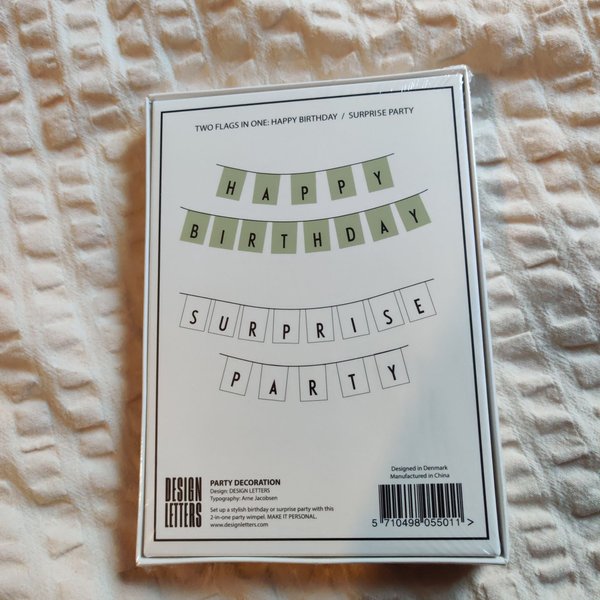 TWO FLAGS IN ONE: HAPPY BIRTHDAY / SURPRISE PARTY
HAPPY
BIRTHDAY
SURPRISE
PARTY
DESIGN
LETTERS
PARTY DECORATION
Design: DESIGN LETTERS
Typography: Arne Jacobsen
Set up a stylish birthday or surprise party with this
2-in-one party wimpel. MAKE IT PERSONAL.
www.designletters.com
Designed in Denmark
Manufactured in China
5 710498 055011 >